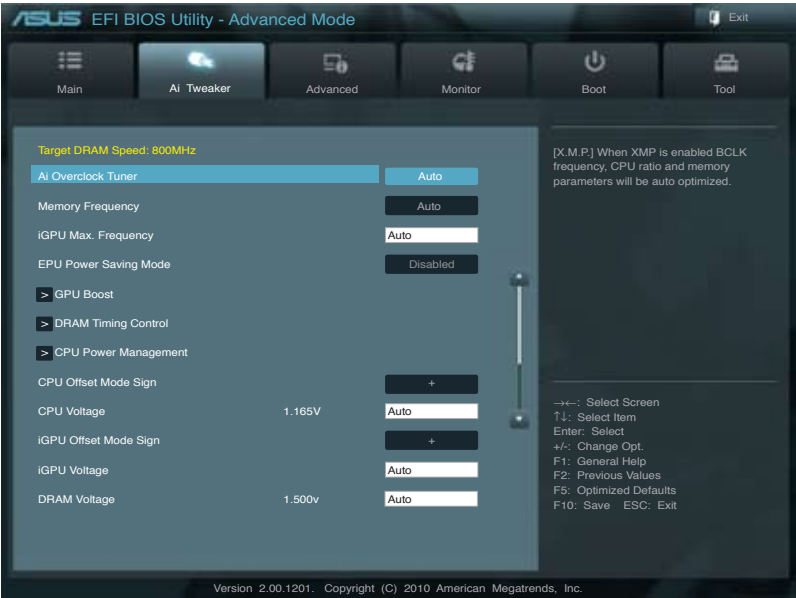 ASUS EFI BIOS Utility - Advanced Mode Exit
Main Ai Tweaker Advanced Monitor Boot Tool
Target DRAM Speed: 800MHz
Ai Overclock Tuner Auto
Memory Frequency Auto
iGPU Max. Frequency Auto
EPU Power Saving Mode Disabled
> GPU Boost
> DRAM Timing Control
> CPU Power Management
CPU Offset Mode Sign +
CPU Voltage 1.165V Auto
iGPU Offset Mode Sign +
iGPU Voltage Auto
DRAM Voltage 1.500v Auto
[X.M.P.] When XMP is enabled BCLK
frequency, CPU ratio and memory
parameters will be auto optimized.
→←: Select Screen
↑↓: Select Item
Enter: Select
+/-: Change Opt.
F1: General Help
F2: Previous Values
F5: Optimized Defaults
F10: Save ESC: Exit
Version 2.00.1201. Copyright (C) 2010 American Megatrends, Inc.